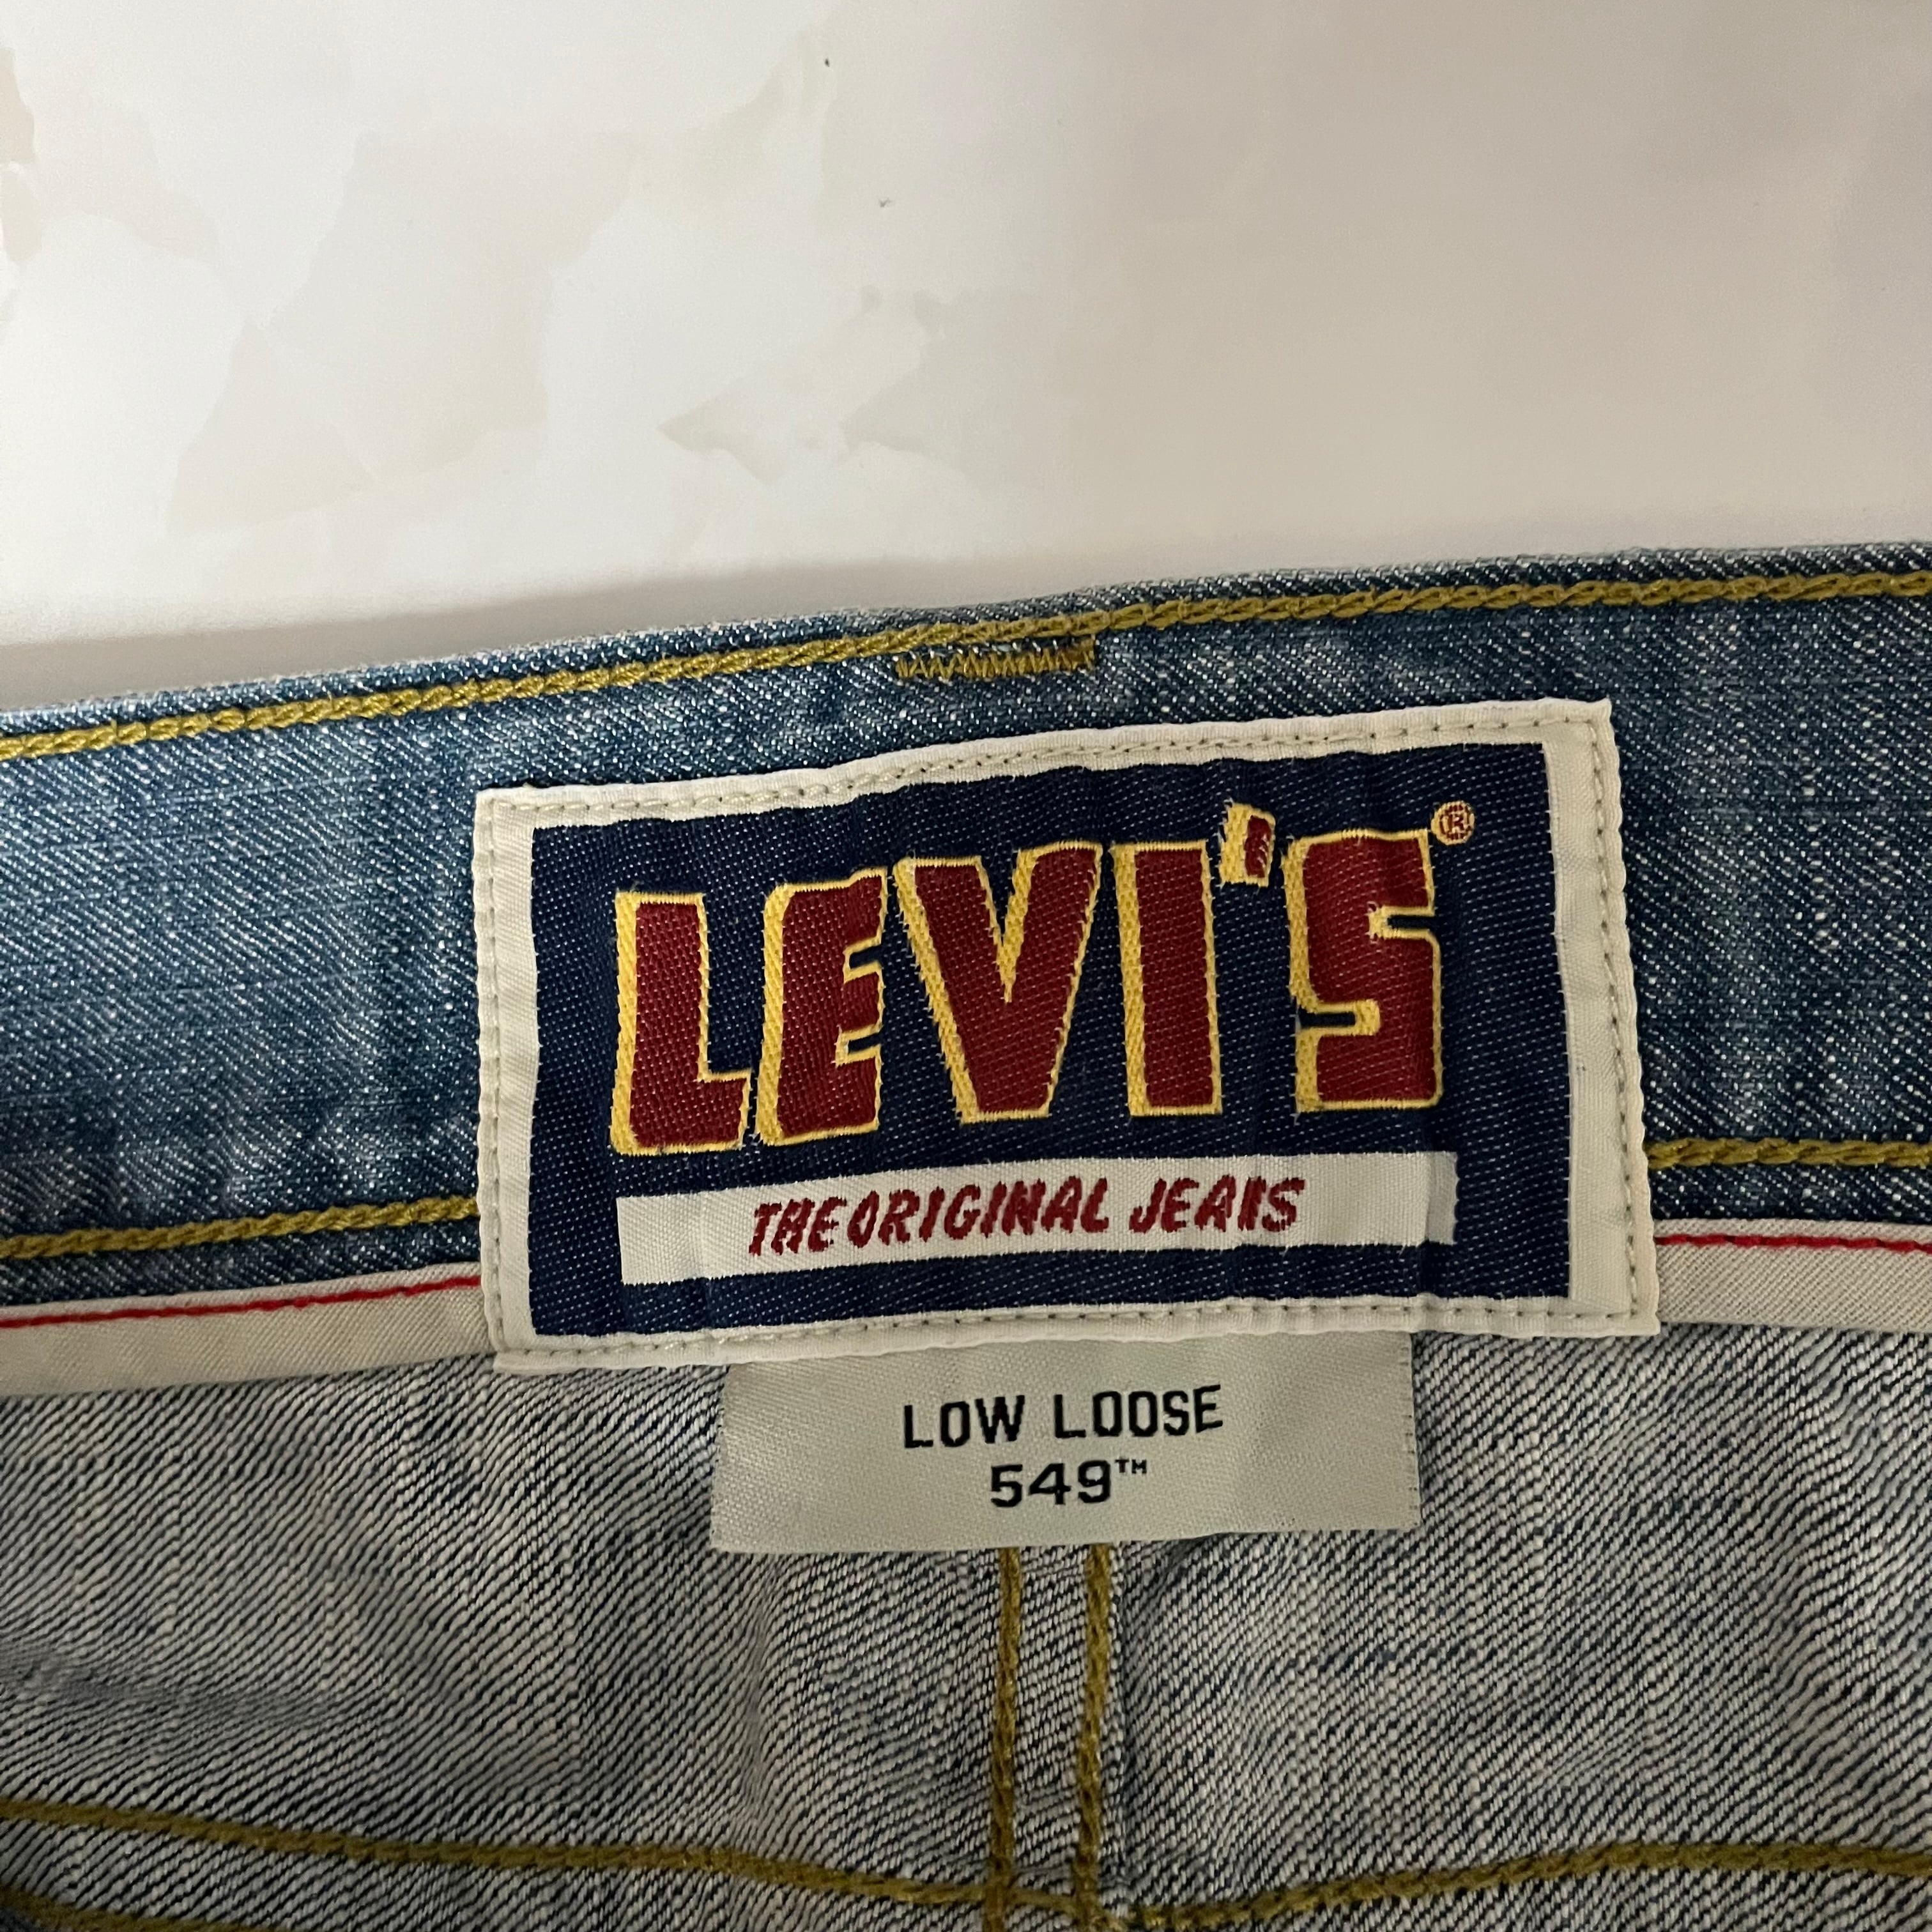 LEVI'S®
THE ORIGINAL JEANS
LOW LOOSE
549™